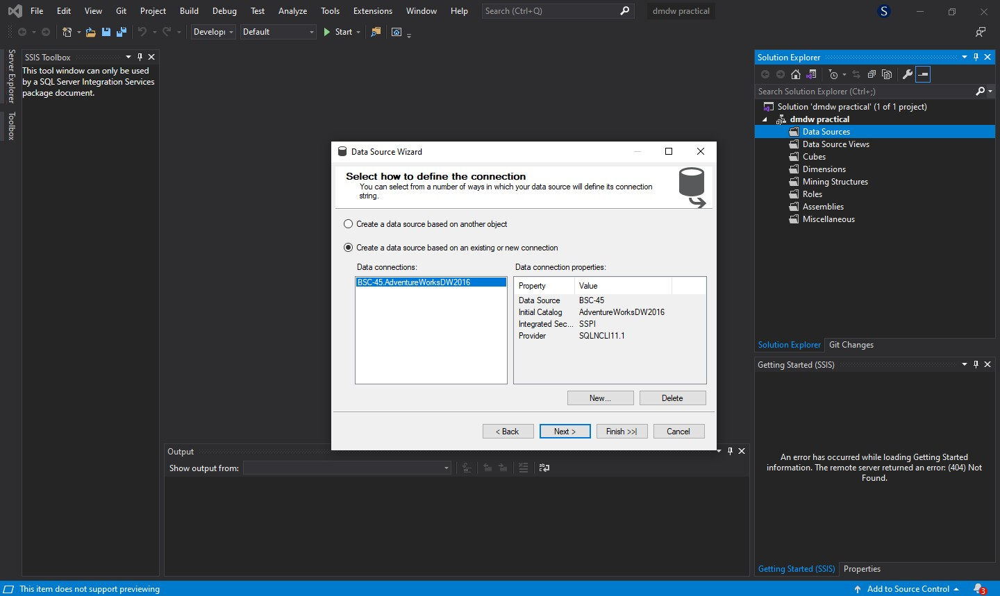 File Edit View Git Project Build Debug Test Analyze Tools Extensions Window Help Search (Ctrl+Q) dmdw practical S
Developı Default Start
Server Explorer
Toolbox
SSIS Toolbox
This tool window can only be used
by a SQL Server Integration Services
package document.
Data Source Wizard
Select how to define the connection
You can select from a number of ways in which your data source will define its connection
string.
Create a data source based on another object
Create a data source based on an existing or new connection
Data connections:
BSC-45.AdventureWorksDW2016
Data connection properties:
Property Value
Data Source BSC-45
Initial Catalog AdventureWorksDW2016
Integrated Sec... SSPI
Provider SQLNCLI11.1
New... Delete
< Back Next > Finish >>| Cancel
Output
Show output from:
Solution Explorer
Search Solution Explorer (Ctrl+;)
Solution 'dmdw practical' (1 of 1 project)
dmdw practical
Data Sources
Data Source Views
Cubes
Dimensions
Mining Structures
Roles
Assemblies
Miscellaneous
Solution Explorer Git Changes
Getting Started (SSIS)
An error has occurred while loading Getting Started
information. The remote server returned an error: (404) Not
Found.
Getting Started (SSIS) Properties
This item does not support previewing
Add to Source Control 3